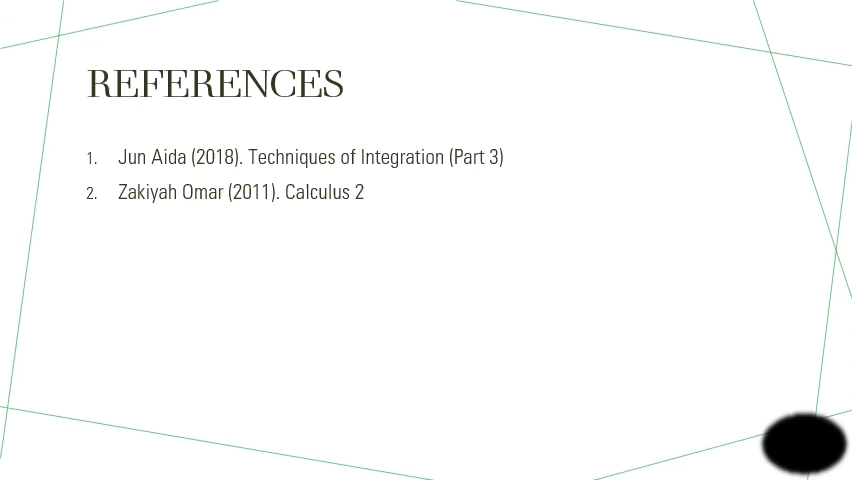 REFERENCES
1. Jun Aida (2018). Techniques of Integration (Part 3)
2. Zakiyah Omar (2011). Calculus 2